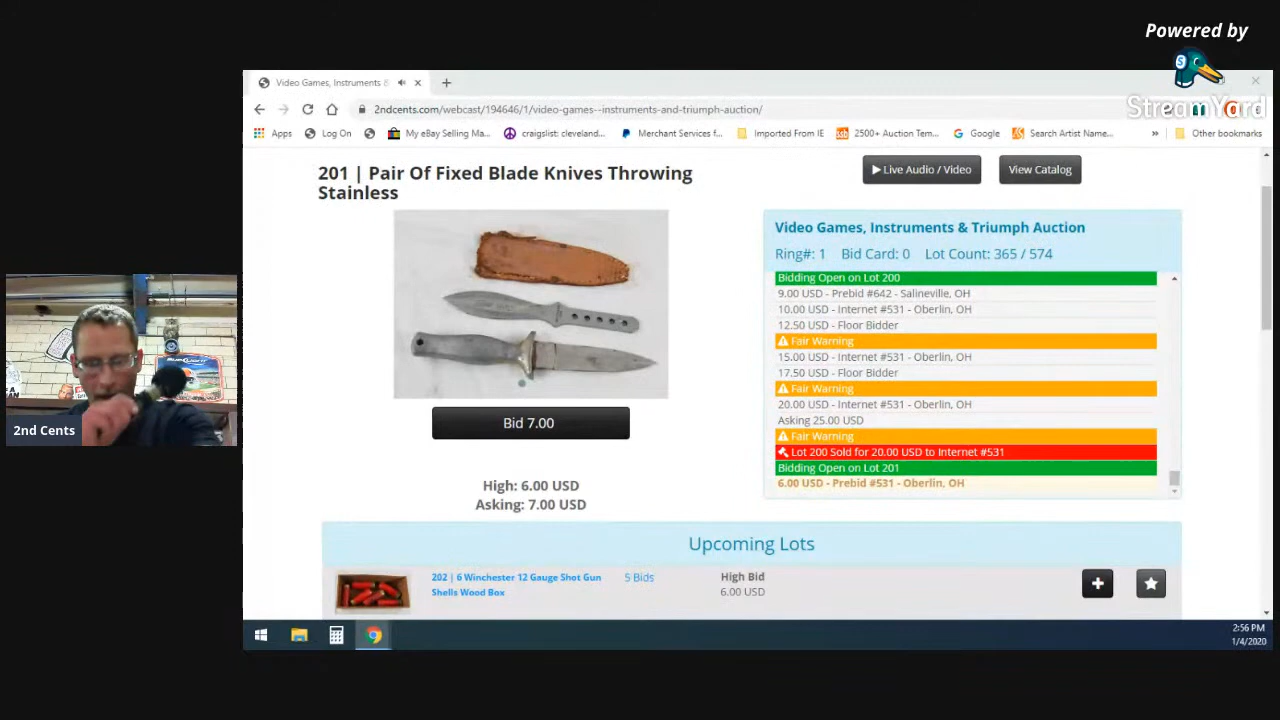 Powered by
StreamYard
Video Games, Instruments &
2ndcents.com/webcast/194646/1/video-games--instruments-and-triumph-auction/
Apps Log On My eBay Selling Ma... craigslist: cleveland... Merchant Services f... Imported From IE 2500+ Auction Tem... Google Search Artist Name... » Other bookmarks
201 | Pair Of Fixed Blade Knives Throwing
Stainless
Live Audio / Video
View Catalog
Bid 7.00
High: 6.00 USD
Asking: 7.00 USD
Video Games, Instruments & Triumph Auction
Ring#: 1 Bid Card: 0 Lot Count: 365 / 574
Bidding Open on Lot 200
9.00 USD - Prebid #642 - Salineville, OH
10.00 USD - Internet #531 - Oberlin, OH
12.50 USD - Floor Bidder
Fair Warning
15.00 USD - Internet #531 - Oberlin, OH
17.50 USD - Floor Bidder
Fair Warning
20.00 USD - Internet #531 - Oberlin, OH
Asking 25.00 USD
Fair Warning
Lot 200 Sold for 20.00 USD to Internet #531
Bidding Open on Lot 201
6.00 USD - Prebid #531 - Oberlin, OH
2nd Cents
Upcoming Lots
202 | 6 Winchester 12 Gauge Shot Gun
Shells Wood Box
5 Bids
High Bid
6.00 USD
2:56 PM
1/4/2020